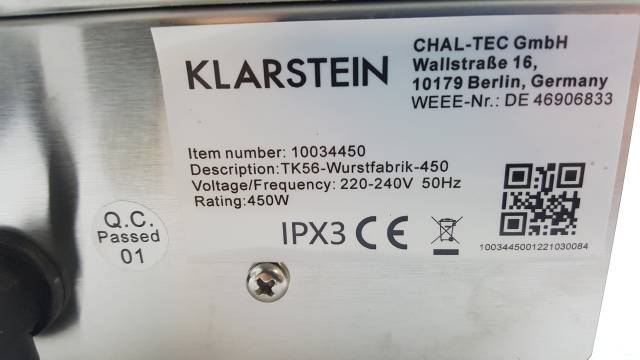 KLARSTEIN
CHAL-TEC GmbH
Wallstraße 16,
10179 Berlin, Germany
WEEE-Nr.: DE 46906833
Item number: 10034450
Description:TK56-Wurstfabrik-450
Voltage/Frequency: 220-240V 50Hz
Rating:450W
IPX3 CE
1003445001221030084
Q.C.
Passed
01